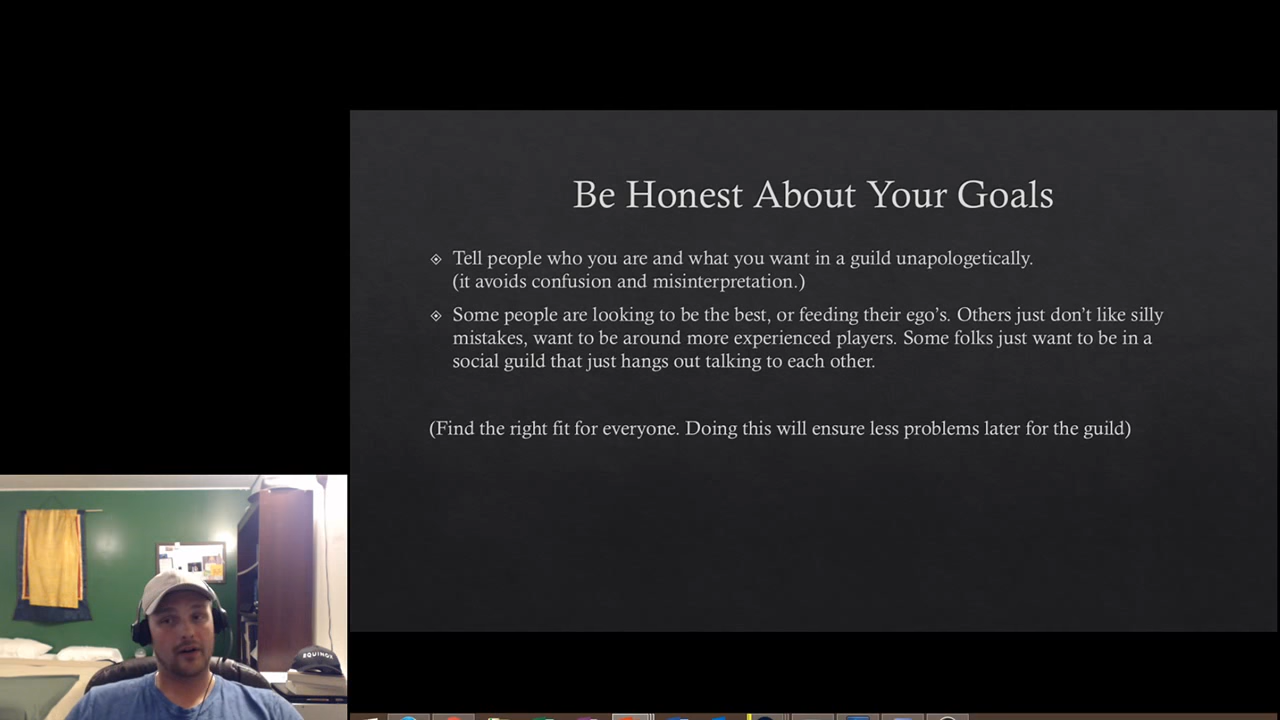 Be Honest About Your Goals
Tell people who you are and what you want in a guild unapologetically.
(it avoids confusion and misinterpretation.)
Some people are looking to be the best, or feeding their ego's. Others just don't like silly
mistakes, want to be around more experienced players. Some folks just want to be in a
social guild that just hangs out talking to each other.
(Find the right fit for everyone. Doing this will ensure less problems later for the guild)
EQUINOX